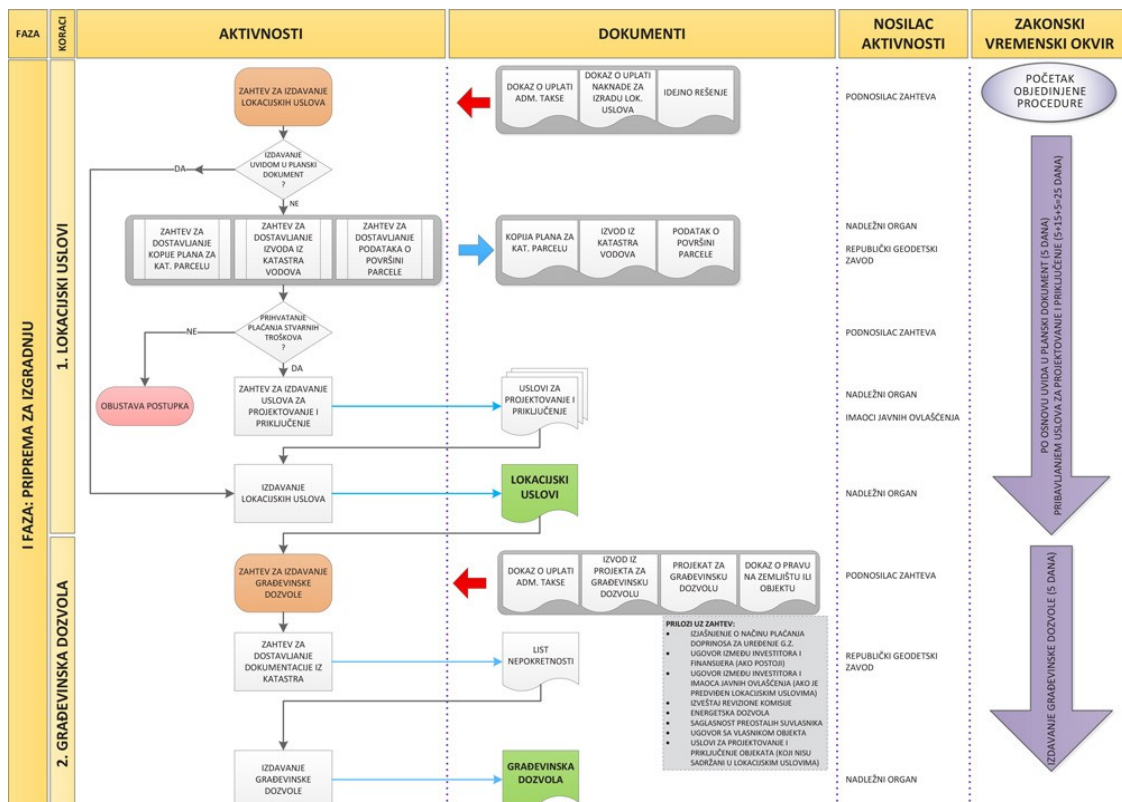 FAZA
KORACI
AKTIVNOSTI
DOKUMENTI
NOSILAC
AKTIVNOSTI
ZAKONSKI
VREMENSKI OKVIR
I FAZA: PRIPREMA ZA IZGRADNJU
1. LOKACIJSKI USLOVI
ZAHTEV ZA IZDAVANJE
LOKACIJSKIH USLOVA
DOKAZ O UPLATI
ADM. TAKSE
DOKAZ O UPLATI
NAKNADE ZA
IZRADU LOK.
USLOVA
IDEJNO REŠENJE
PODNOSILAC ZAHTEVA
POČETAK
OBJEDINJENE
PROCEDURE
IZDAVANJE
UVIDOM U PLANSKI
DOKUMENT
?
DA
NE
ZAHTEV ZA
DOSTAVLJANJE
KOPIJE PLANA ZA
KAT. PARCELU
ZAHTEV ZA
DOSTAVLJANJE
IZVODA IZ
KATASTRA
VODOVA
ZAHTEV ZA
DOSTAVLJANJE
PODATAKA O
POVRŠINI
PARCELE
KOPIJA PLANA ZA
KAT. PARCELU
IZVOD IZ
KATASTRA
VODOVA
PODATAK O
POVRŠINI
PARCELE
NADLEŽNI ORGAN
REPUBLIČKI GEODETSKI
ZAVOD
PRIHVATANJE
PLAĆANJA STVARNIH
TROŠKOVA
?
NE
DA
PODNOSILAC ZAHTEVA
OBUSTAVA POSTUPKA
ZAHTEV ZA IZDAVANJE
USLOVA ZA
PROJEKTOVANJE I
PRIKLJUČENJE
USLOVI ZA
PROJEKTOVANJE I
PRIKLJUČENJE
NADLEŽNI ORGAN
IMAOCI JAVNIH OVLAŠĆENJA
IZDAVANJE
LOKACIJSKIH USLOVA
LOKACIJSKI
USLOVI
NADLEŽNI ORGAN
PO OSNOVU UVIDA U PLANSKI DOKUMENT (5 DANA)
PRIBAVLJANJEM USLOVA ZA PROJEKTOVANJE I PRIKLJUČENJE (5+15+5=25 DANA)
2. GRAĐEVINSKA DOZVOLA
ZAHTEV ZA IZDAVANJE
GRAĐEVINSKE
DOZVOLE
DOKAZ O UPLATI
ADM. TAKSE
IZVOD IZ
PROJEKTA ZA
GRAĐEVINSKU
DOZVOLU
PROJEKAT ZA
GRAĐEVINSKU
DOZVOLU
DOKAZ O PRAVU
NA ZEMLJIŠTU ILI
OBJEKTU
PODNOSILAC ZAHTEVA
ZAHTEV ZA
DOSTAVLJANJE
DOKUMENTACIJE IZ
KATASTRA
LIST
NEPOKRETNOSTI
PRILOZI UZ ZAHTEV:
• IZJAŠNJENJE O NAČINU PLAĆANJA
DOPRINOSA ZA UREĐENJE G.Z.
• UGOVOR IZMEĐU INVESTITORA I
FINANSIJERA (AKO POSTOJI)
• UGOVOR IZMEĐU INVESTITORA I
IMAOCA JAVNIH OVLAŠĆENJA (AKO JE
PREDVIĐEN LOKACIJSKIM USLOVIMA)
• IZVEŠTAJ REVIZIONE KOMISIJE
• ENERGETSKA DOZVOLA
• SAGLASNOST PREOSTALIH SUVLASNIKA
• UGOVOR SA VLASNIKOM OBJEKTA
• USLOVI ZA PROJEKTOVANJE I
PRIKLJUČENJE OBJEKATA (KOJI NISU
SADRŽANI U LOKACIJSKIM USLOVIMA)
REPUBLIČKI GEODETSKI
ZAVOD
IZDAVANJE
GRAĐEVINSKE
DOZVOLE
GRAĐEVINSKA
DOZVOLA
NADLEŽNI ORGAN
IZDAVANJE GRAĐEVINSKE DOZVOLE (5 DANA)